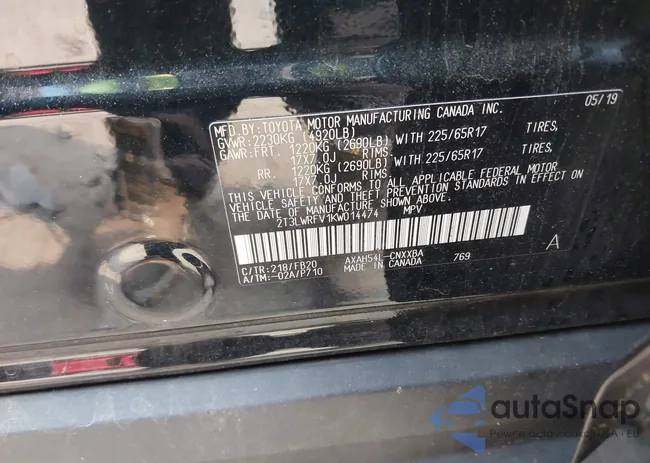 MFD.BY:TOYOTA MOTOR MANUFACTURING CANADA INC. 05/19
GVWR:2230KG (4920LB)
GAWR:FRT. 1220KG (2690LB) WITH 225/65R17 TIRES,
17X7.0J RIMS,
RR. 1220KG (2690LB) WITH 225/65R17 TIRES,
17X7.0J RIMS.
THIS VEHICLE CONFORMS TO ALL APPLICABLE FEDERAL MOTOR
VEHICLE SAFETY AND THEFT PREVENTION STANDARDS IN EFFECT ON
THE DATE OF MANUFACTURE SHOWN ABOVE.
2T3LWRFV1KW014474 MPV
A
C/TR:218/FB20 AXAH54L-CNXXBA 769
A/TM:-02A/P710 MADE IN CANADA
autaSnap